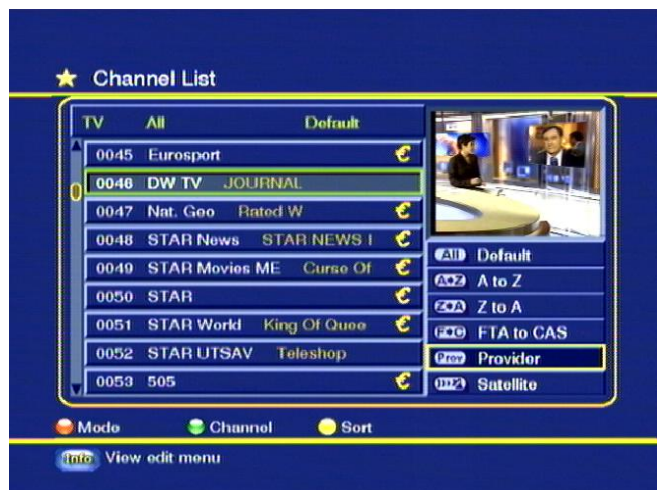 Channel List
TV All Default
0045 Eurosport €
0046 DW TV JOURNAL
0047 Nat. Geo Rated W €
0048 STAR News STAR NEWS I €
0049 STAR Movies ME Curse Of €
0050 STAR €
0051 STAR World King Of Quee €
0052 STAR UTSAV Teleshop
0053 505 €
All Default
A•Z A to Z
Z•A Z to A
F•C FTA to CAS
Prov Provider
Satellite
Mode Channel Sort
Info View edit menu